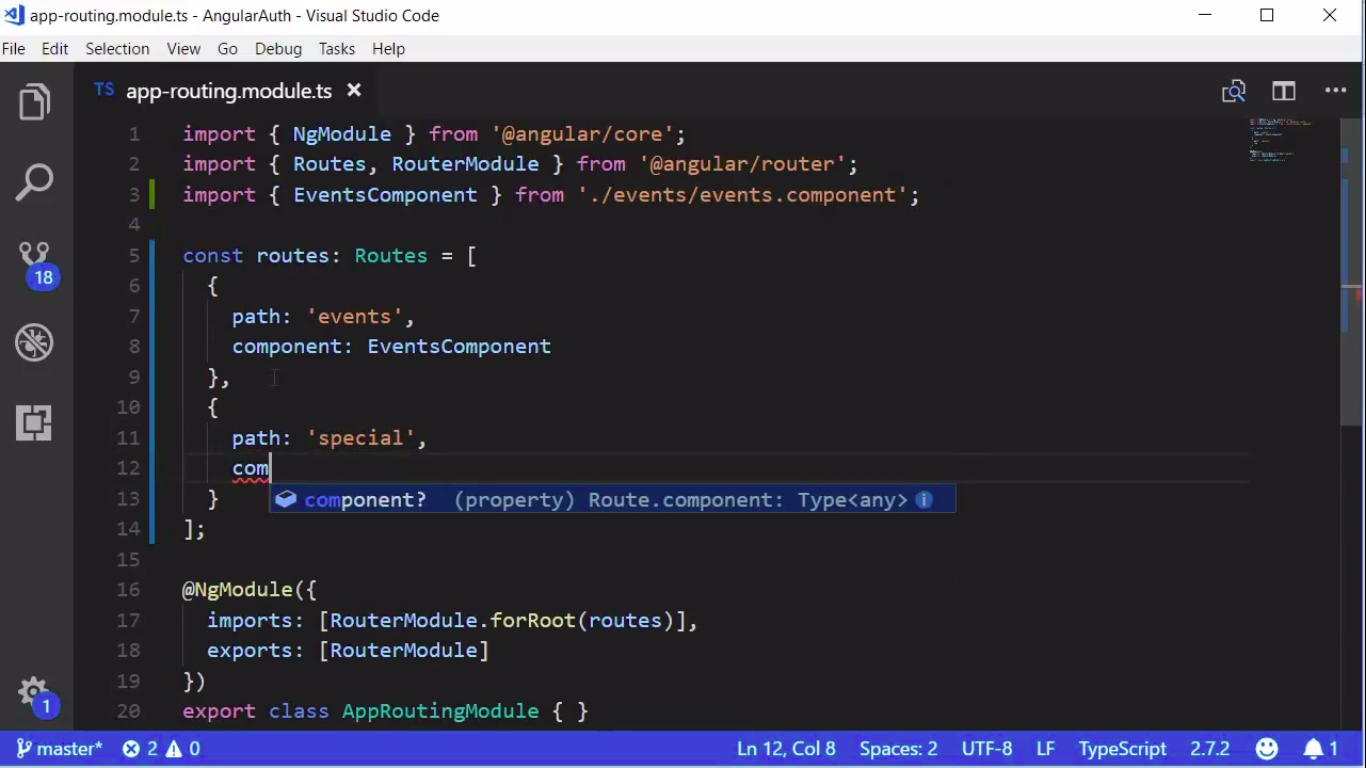 app-routing.module.ts - AngularAuth - Visual Studio Code
File Edit Selection View Go Debug Tasks Help
TS app-routing.module.ts
1 import { NgModule } from '@angular/core';
2 import { Routes, RouterModule } from '@angular/router';
3 import { EventsComponent } from './events/events.component';
4
5 const routes: Routes = [
6 {
7 path: 'events',
8 component: EventsComponent
9 },
10 {
11 path: 'special',
12 com
component? (property) Route.component: Type<any>
13 }
14 ];
15
16 @NgModule({
17 imports: [RouterModule.forRoot(routes)],
18 exports: [RouterModule]
19 })
20 export class AppRoutingModule { }
18
1
master* 2 0 Ln 12, Col 8 Spaces: 2 UTF-8 LF TypeScript 2.7.2 1